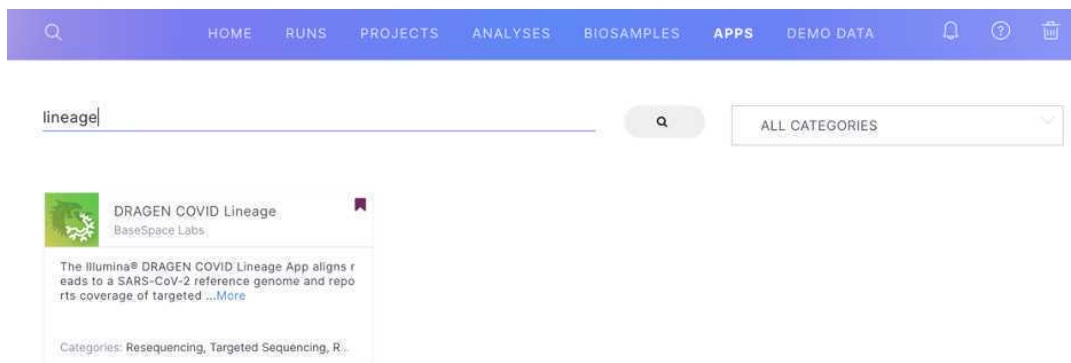 HOME RUNS PROJECTS ANALYSES BIOSAMPLES APPS DEMO DATA
lineage
ALL CATEGORIES
DRAGEN COVID Lineage
BaseSpace Labs
The Illumina® DRAGEN COVID Lineage App aligns r
eads to a SARS-CoV-2 reference genome and repo
rts coverage of targeted ...More
Categories: Resequencing, Targeted Sequencing, R...